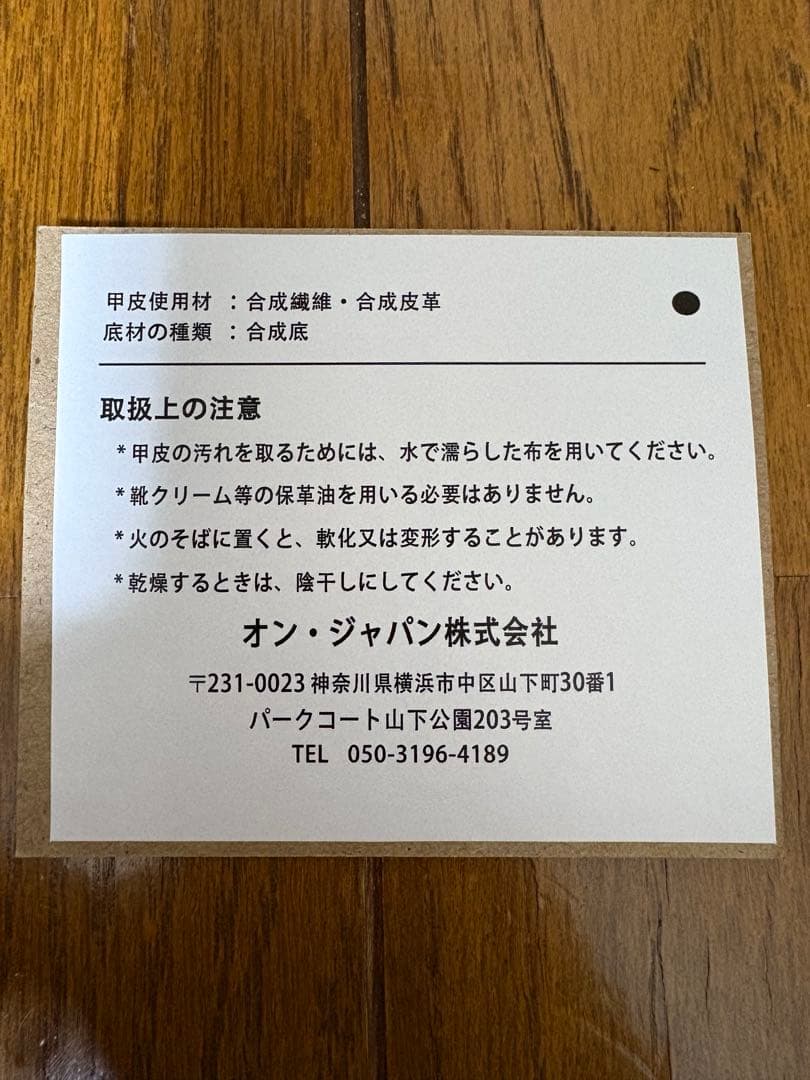 甲皮使用材 ：合成繊維・合成皮革
底材の種類 ：合成底
取扱上の注意
*甲皮の汚れを取るためには、水で濡らした布を用いてください。
*靴クリーム等の保革油を用いる必要はありません。
*火のそばに置くと、軟化又は変形することがあります。
*乾燥するときは、陰干しにしてください。
オン・ジャパン株式会社
〒231-0023 神奈川県横浜市中区山下町30番1
パークコート山下公園203号室
TEL 050-3196-4189